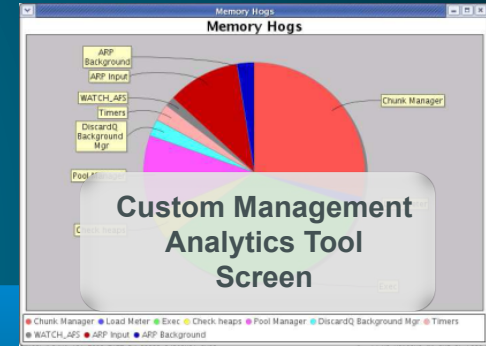 Memory Hogs
Memory Hogs
ARP
Background
ARP Input
WATCH_AFS
Timers
DiscardQ
Background
Mgr
Chunk Manager
Custom Management
Analytics Tool
Screen
Chunk Manager Load Meter Exec Check heaps Pool Manager DiscardQ Background Mgr Timers
WATCH_AFS ARP Input ARP Background